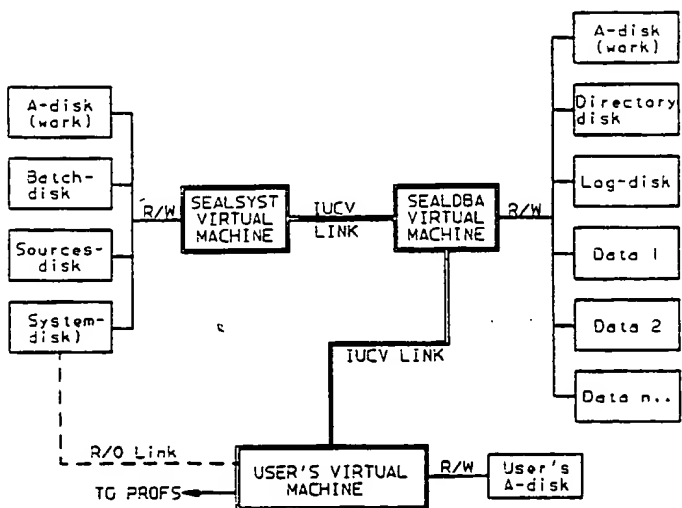 A-disk
(work)
Batch-
disk
Sources-
disk
System-
disk)
R/W
SEALSYST
VIRTUAL
MACHINE
IUCV
LINK
SEALDBA
VIRTUAL
MACHINE
R/W
A-disk
(work)
Directory
disk
Log-disk
Data 1
Data 2
Data n..
IUCV LINK
R/O Link
USER'S VIRTUAL
MACHINE
R/W
User's
A-disk
TO PROFS